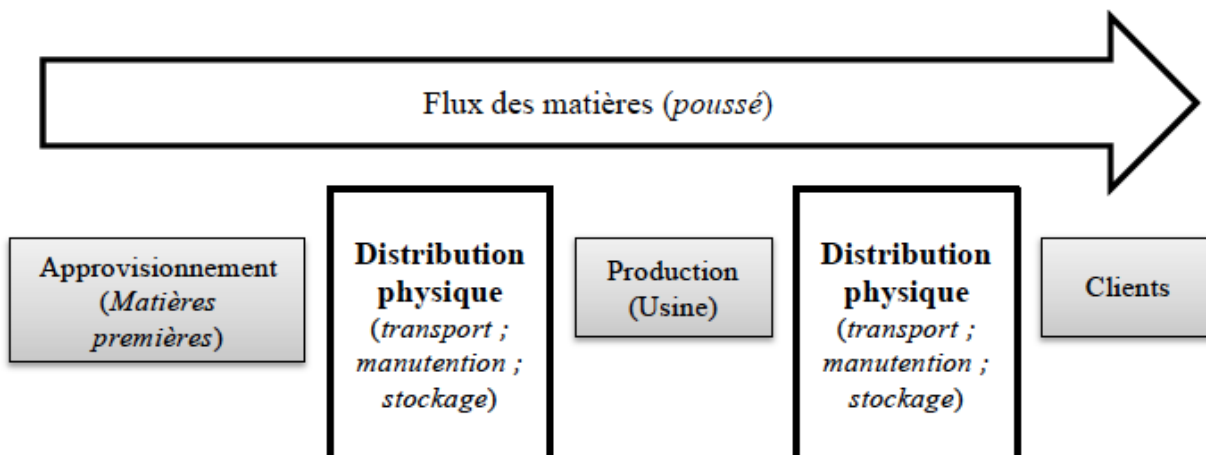 Flux des matières (poussé)
Approvisionnement
(Matières
premières)
Distribution
physique
(transport ;
manutention ;
stockage)
Production
(Usine)
Distribution
physique
(transport ;
manutention ;
stockage)
Clients